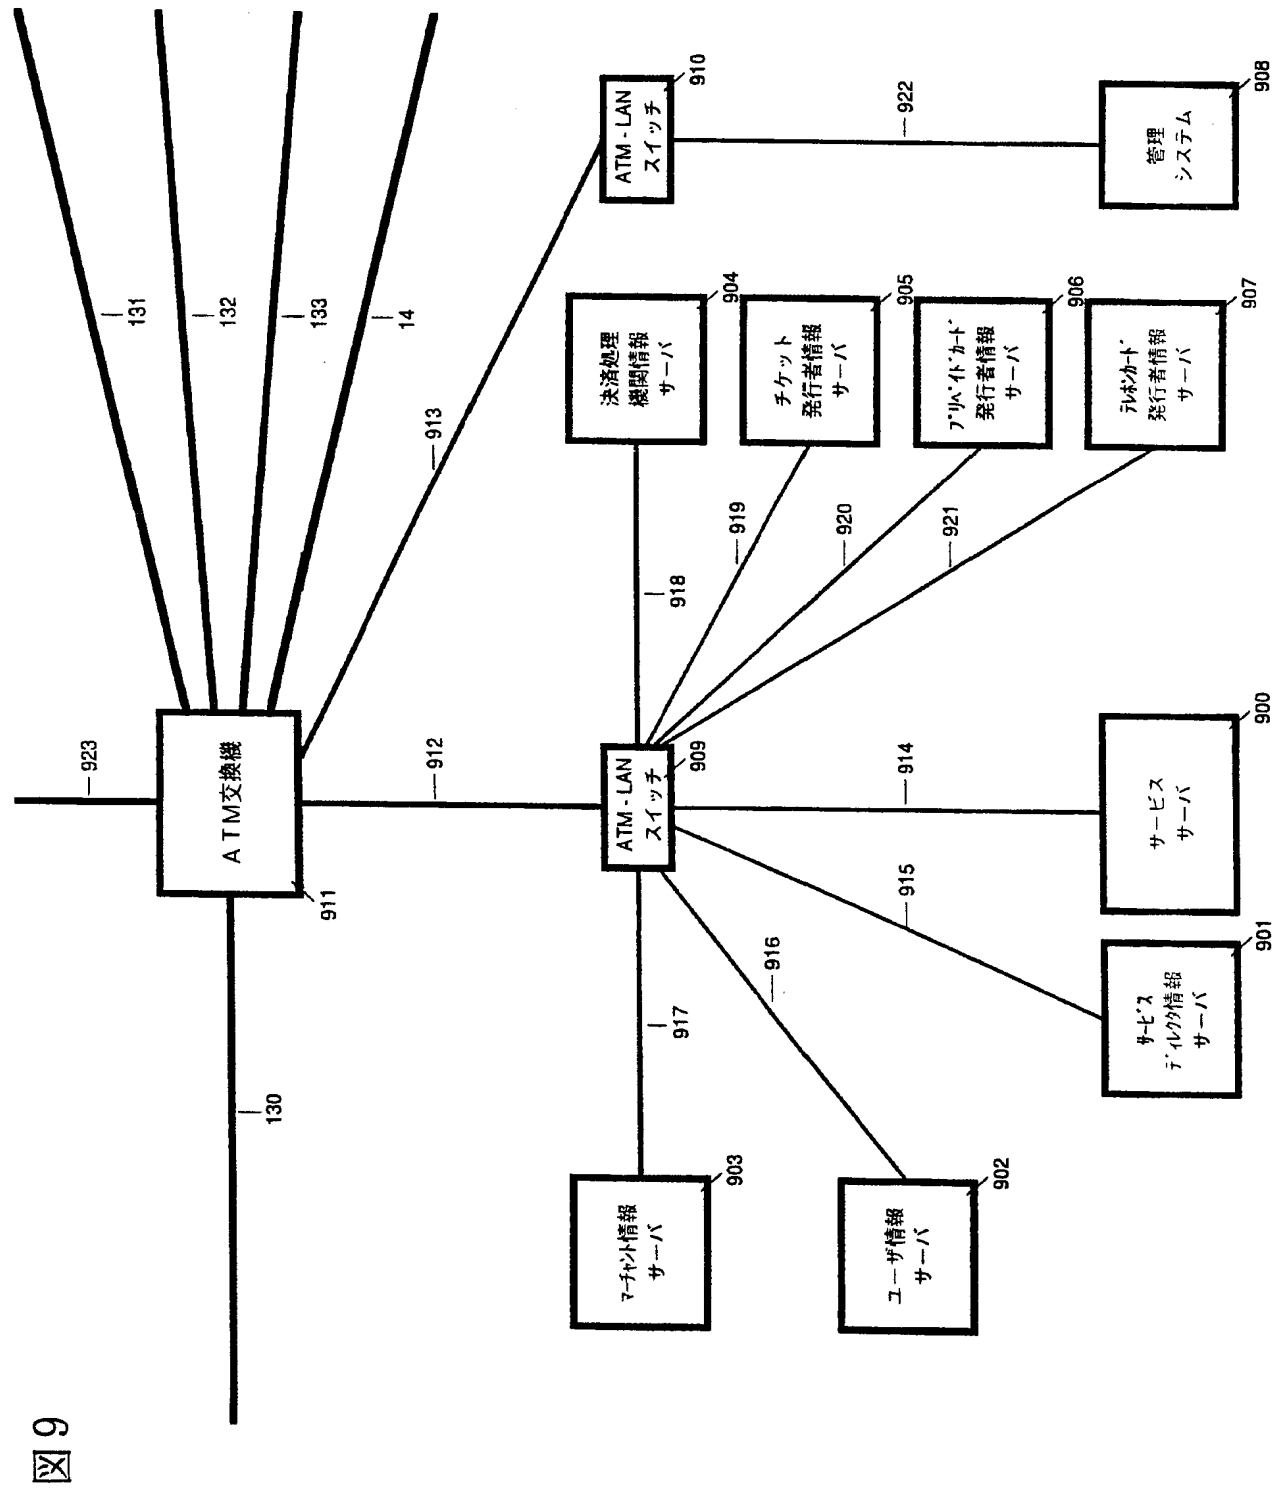 図9
923
ATM交換機
911
130
131
132
133
14
912
913
ATM-LAN
スイッチ
909
ATM-LAN
スイッチ
910
922
管理
システム
908
マーチャント情報
サーバ
903
917
ユーザ情報
サーバ
902
916
サービス
ディレクタ情報
サーバ
901
915
サービス
サーバ
900
914
決済処理
機関情報
サーバ
904
918
チケット
発行者情報
サーバ
905
919
プリペイドカード
発行者情報
サーバ
906
920
テレホンカード
発行者情報
サーバ
907
921